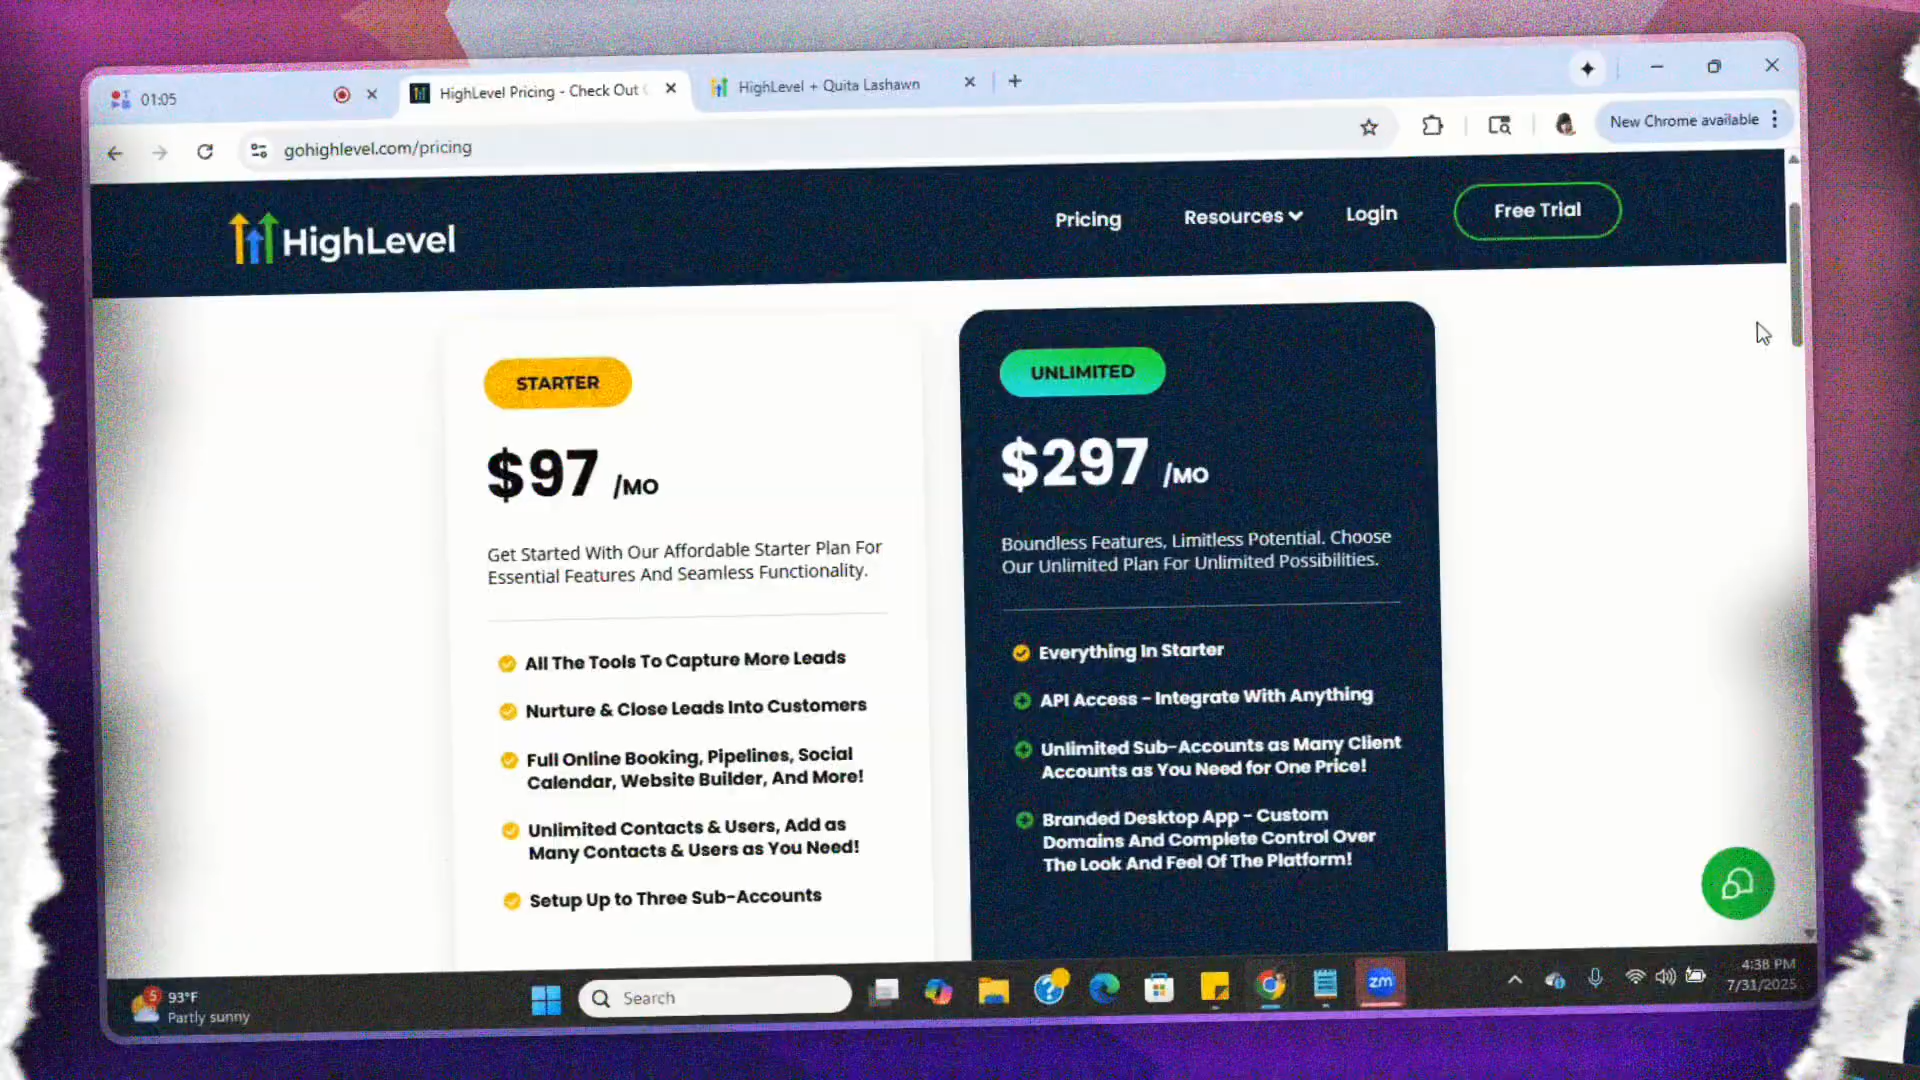 01:05
HighLevel Pricing - Check Out
HighLevel + Quita Lashawn
gohighlevel.com/pricing
New Chrome available
HighLevel
Pricing
Resources
Login
Free Trial
STARTER
$97 /MO
Get Started With Our Affordable Starter Plan For
Essential Features And Seamless Functionality.
All The Tools To Capture More Leads
Nurture & Close Leads Into Customers
Full Online Booking, Pipelines, Social
Calendar, Website Builder, And More!
Unlimited Contacts & Users, Add as
Many Contacts & Users as You Need!
Setup Up to Three Sub-Accounts
UNLIMITED
$297 /MO
Boundless Features, Limitless Potential. Choose
Our Unlimited Plan For Unlimited Possibilities.
Everything In Starter
API Access - Integrate With Anything
Unlimited Sub-Accounts as Many Client
Accounts as You Need for One Price!
Branded Desktop App - Custom
Domains And Complete Control Over
The Look And Feel Of The Platform!
5
93°F
Partly sunny
Search
zm
4:38 PM
7/31/2025